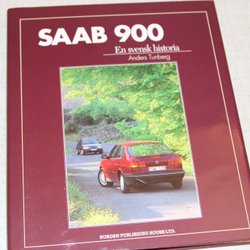 SAAB 900
En svensk historia
Anders Tunberg
NORDEN PUBLISHING HOUSE LTD.